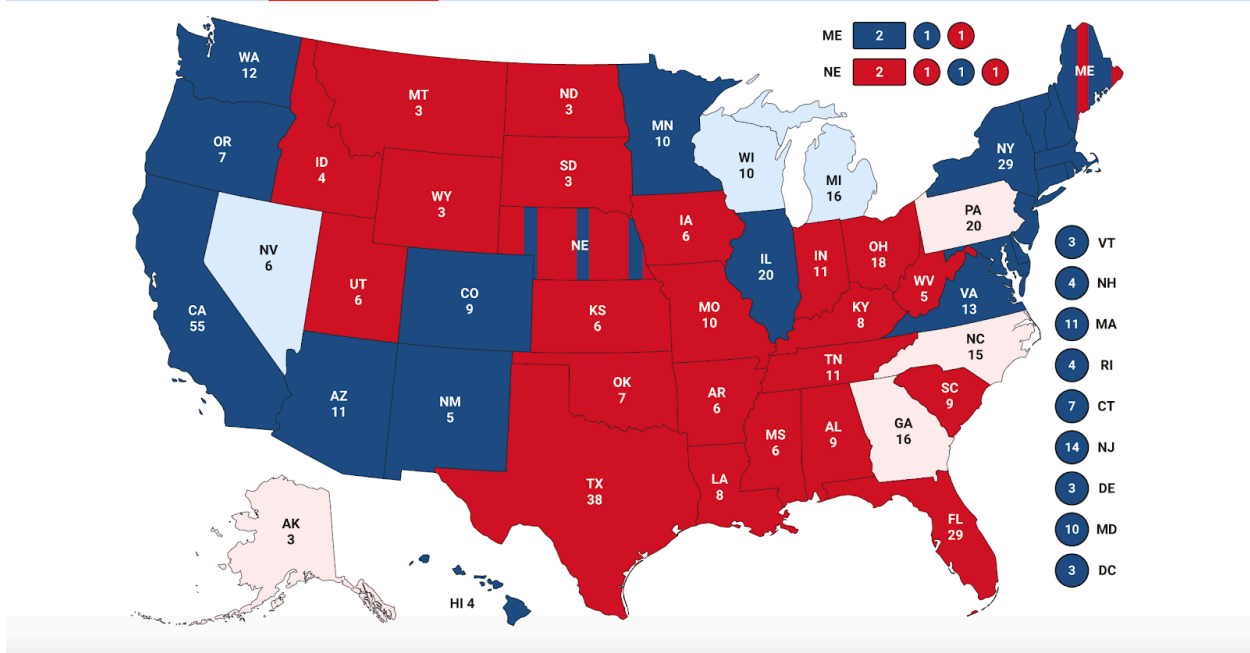 ME 2 1 1
NE 2 1 1 1
WA
12
MT
3
ND
3
MN
10
ME
OR
7
ID
4
SD
3
WI
10
MI
16
NY
29
WY
3
IA
6
PA
20
NV
6
NE
IL
20
IN
11
OH
18
UT
6
CO
9
WV
5
VA
13
CA
55
KS
6
MO
10
KY
8
NC
15
TN
11
AZ
11
NM
5
OK
7
AR
6
SC
9
MS
6
AL
9
GA
16
TX
38
LA
8
FL
29
7
AK
3
HI 4
3 VT
4 NH
11 MA
4 RI
7 CT
14 NJ
3 DE
10 MD
3 DC